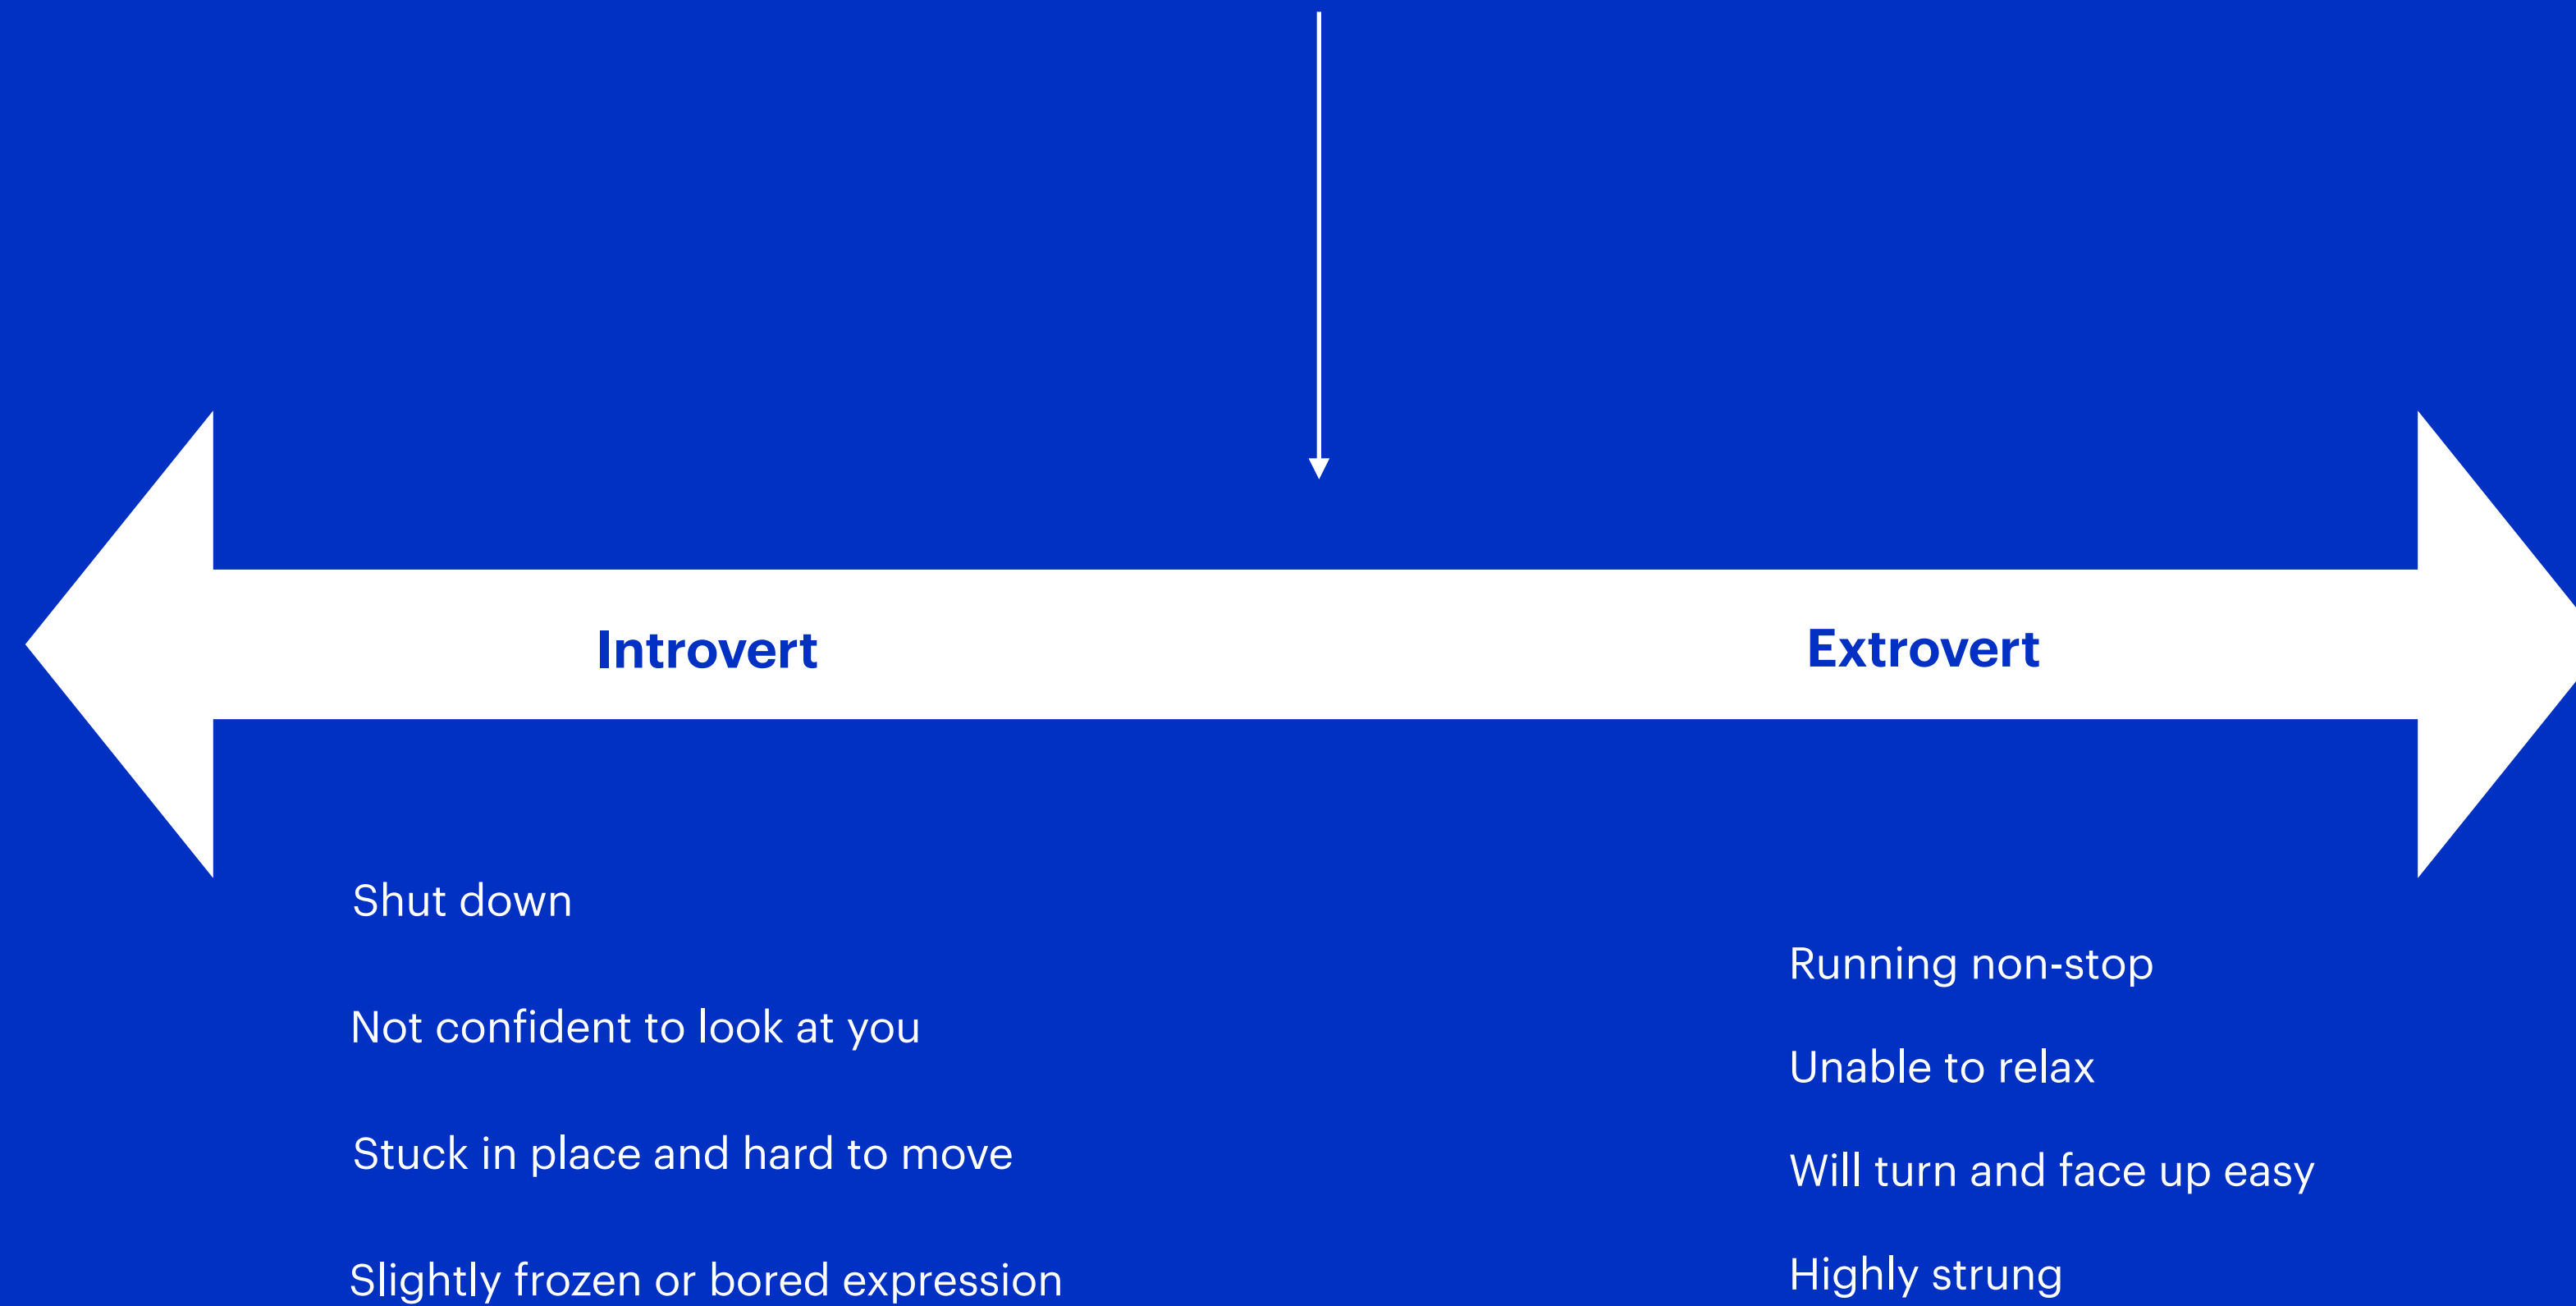 Introvert
Extrovert
Shut down
Not confident to look at you
Stuck in place and hard to move
Slightly frozen or bored expression
Running non-stop
Unable to relax
Will turn and face up easy
Highly strung